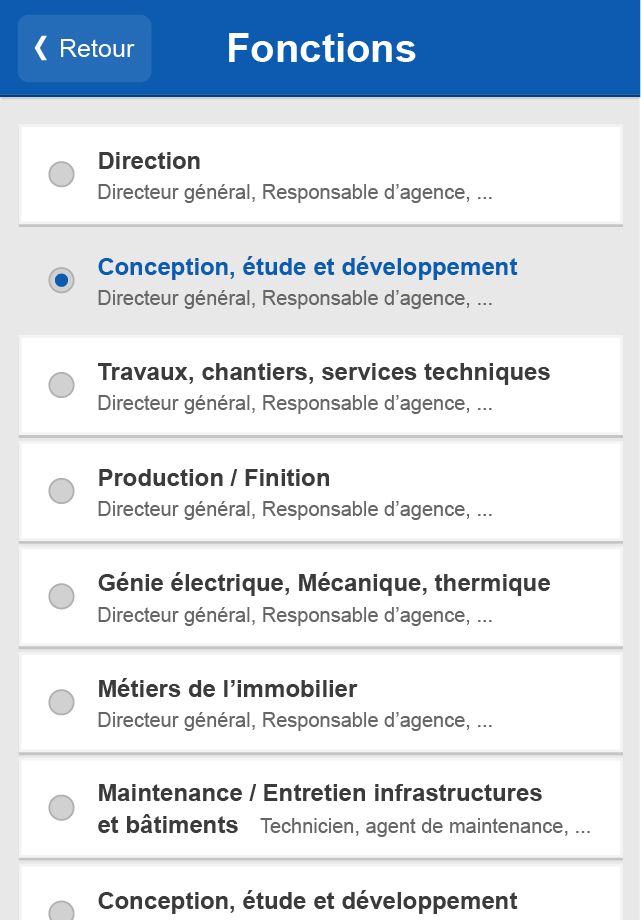 ❮ Retour
Fonctions
Direction
Directeur général, Responsable d’agence, ...
Conception, étude et développement
Directeur général, Responsable d’agence, ...
Travaux, chantiers, services techniques
Directeur général, Responsable d’agence, ...
Production / Finition
Directeur général, Responsable d’agence, ...
Génie électrique, Mécanique, thermique
Directeur général, Responsable d’agence, ...
Métiers de l’immobilier
Directeur général, Responsable d’agence, ...
Maintenance / Entretien infrastructures
et bâtiments Technicien, agent de maintenance, ...
Conception, étude et développement